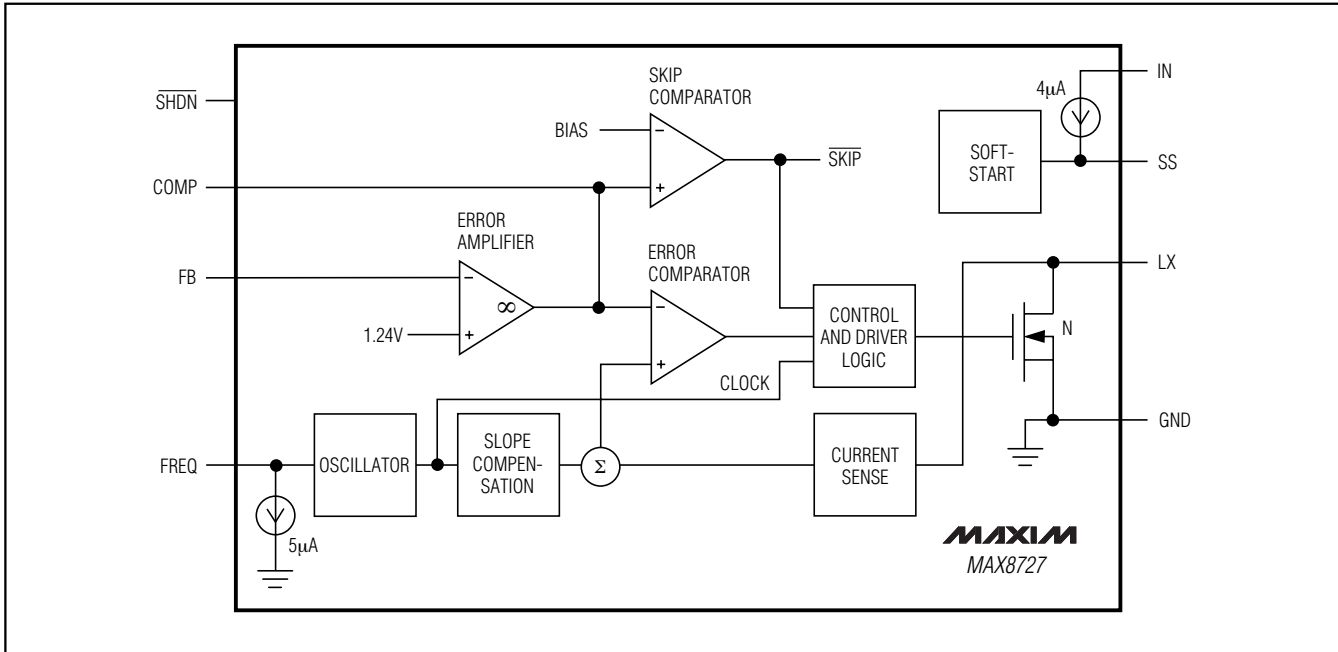 SKIP
COMPARATOR
IN
4µA
SHDN
BIAS
−
SKIP
SOFT-
START
SS
COMP
+
ERROR
AMPLIFIER
ERROR
COMPARATOR
FB
−
∞
−
LX
1.24V
+
+
CONTROL
AND DRIVER
LOGIC
N
CLOCK
GND
FREQ
OSCILLATOR
SLOPE
COMPEN-
SATION
Σ
CURRENT
SENSE
5µA
MAXIM
MAX8727